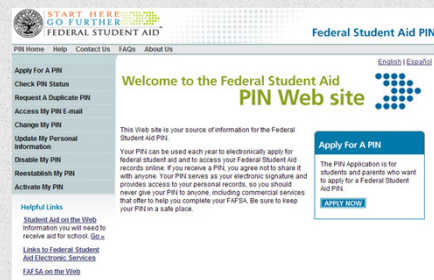 START HERE
GO FURTHER
FEDERAL STUDENT AID
Federal Student Aid PIN
PIN Home Help Contact Us FAQs About Us
English | Español
Apply For A PIN
Check PIN Status
Request A Duplicate PIN
Access My PIN E-mail
Change My PIN
Update My Personal
Information
Disable My PIN
Reestablish My PIN
Activate My PIN
Helpful Links
Student Aid on the Web
Information you will need to
receive aid for school. Go »
Links to Federal Student
Aid Electronic Services
FAFSA on the Web
Welcome to the Federal Student Aid
PIN Web site
This Web site is your source of information for the Federal
Student Aid PIN.
Your PIN can be used each year to electronically apply for
federal student aid and to access your Federal Student Aid
records online. If you receive a PIN, you agree not to share it
with anyone. Your PIN serves as your electronic signature and
provides access to your personal records, so you should
never give your PIN to anyone, including commercial services
that offer to help you complete your FAFSA. Be sure to keep
your PIN in a safe place.
Apply For A PIN
The PIN Application is for
students and parents who want
to apply for a Federal Student
Aid PIN.
APPLY NOW